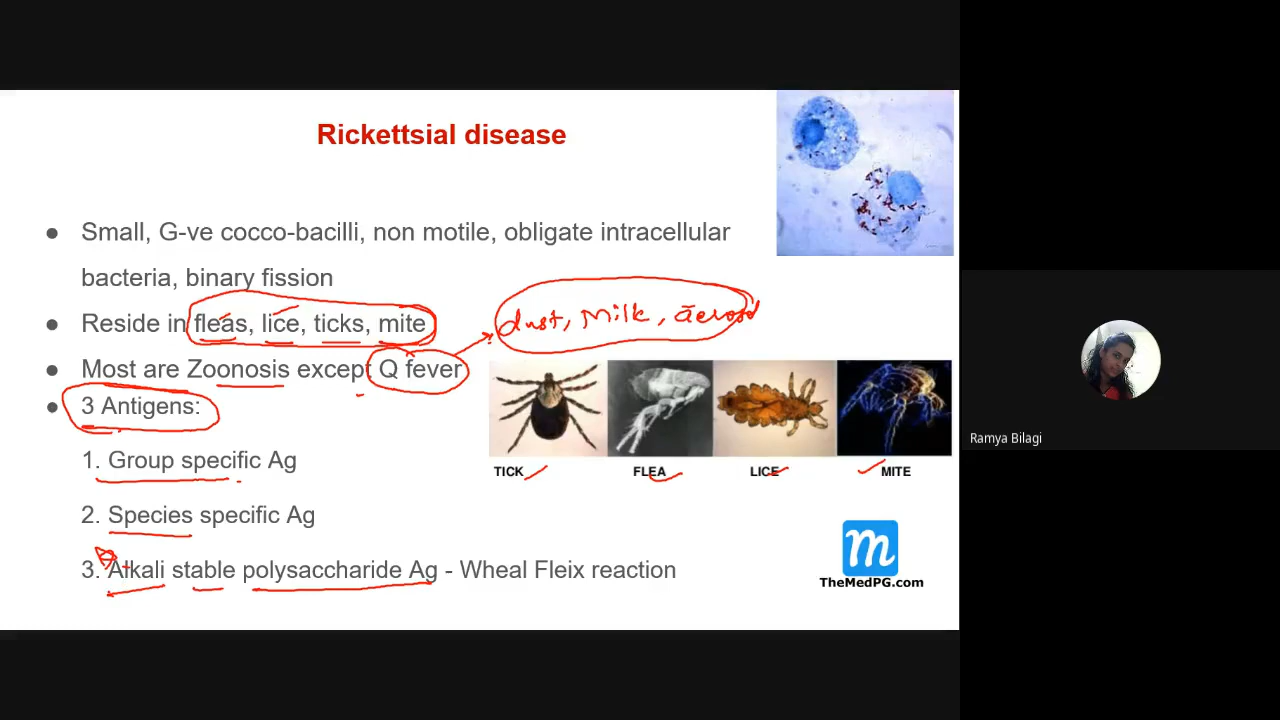 Rickettsial disease
● Small, G-ve cocco-bacilli, non motile, obligate intracellular
bacteria, binary fission
● Reside in fleas, lice, ticks, mite
dust, Milk, aerosol
● Most are Zoonosis except Q fever
● 3 Antigens:
1. Group specific Ag
2. Species specific Ag
3. Alkali stable polysaccharide Ag - Wheal Fleix reaction
TICK FLEA LICE MITE
m
TheMedPG.com
Ramya Bilagi